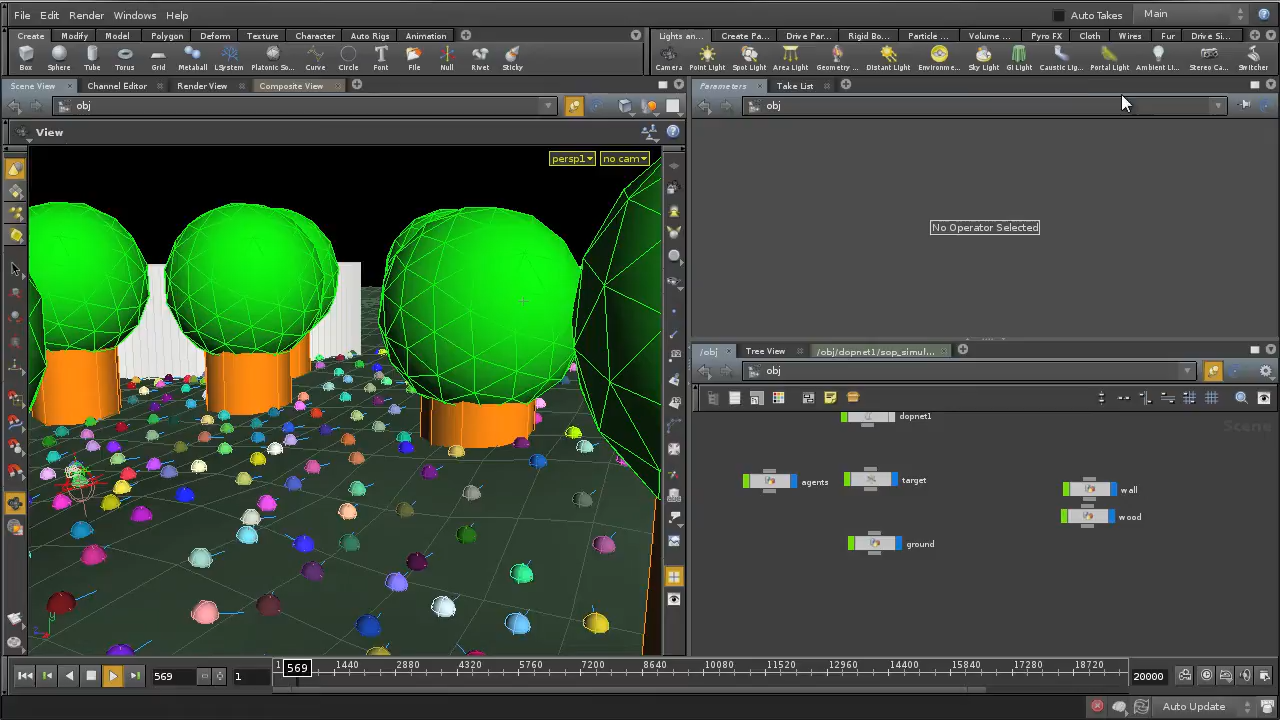 File Edit Render Windows Help Auto Takes Main
Create Modify Model Polygon Deform Texture Character Auto Rigs Animation Lights an... Create Pa... Drive Par... Rigid Bo... Particle ... Volume ... Pyro FX Cloth Wires Fur Drive Si...
Box Sphere Tube Torus Grid Metaball LSystem Platonic So... Curve Circle Font File Null Rivet Sticky Camera Point Light Spot Light Area Light Geometry ... Distant Light Environme... Sky Light GI Light Caustic Lig... Portal Light Ambient Li... Stereo Ca... Switcher
Scene View Channel Editor Render View Composite View Parameters Take List
obj obj
View
persp1 no cam
No Operator Selected
/obj Tree View /obj/dopnet1/sop_simul...
obj
dopnet1
Scene
agents target wall
wood
ground
569 1 1 569 1440 2880 4320 5760 7200 8640 10080 11520 12960 14400 15840 17280 18720 20000
Auto Update